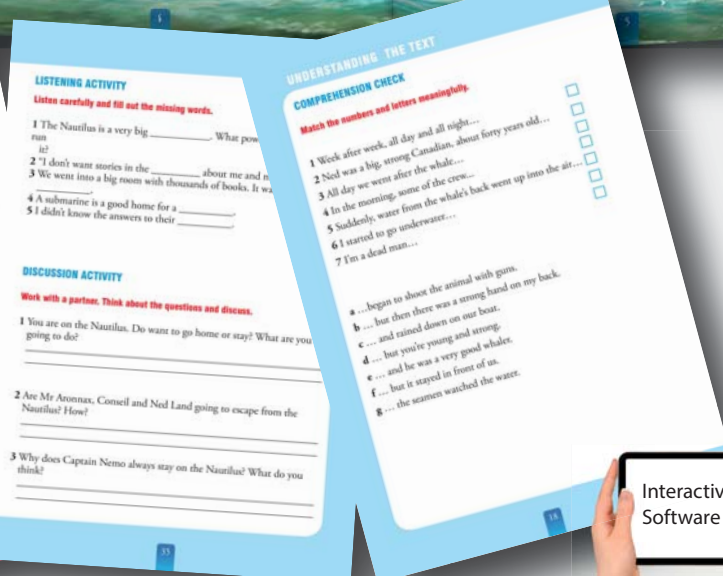 5
LISTENING ACTIVITY
Listen carefully and fill out the missing words.
1 The Nautilus is a very big ________. What pow
run
it?
2 "I don't want stories in the ________ about me and m
3 We went into a big room with thousands of books. It wa
________.
4 A submarine is a good home for a ________.
5 I didn't know the answers to their ________.
DISCUSSION ACTIVITY
Work with a partner. Think about the questions and discuss.
1 You are on the Nautilus. Do want to go home or stay? What are you
going to do?
2 Are Mr Aronnax, Conseil and Ned Land going to escape from the
Nautilus? How?
3 Why does Captain Nemo always stay on the Nautilus? What do you
think?
35
UNDERSTANDING THE TEXT
COMPREHENSION CHECK
Match the numbers and letters meaningfully.
1 Week after week, all day and all night…
2 Ned was a big, strong Canadian, about forty years old…
3 All day we went after the whale…
4 In the morning, some of the crew…
5 Suddenly, water from the whale's back went up into the air…
6 I started to go underwater…
7 I'm a dead man…
a …began to shoot the animal with guns.
b … but then there was a strong hand on my back.
c … and rained down on our boat.
d … but you're young and strong.
e … and he was a very good whaler.
f … but it stayed in front of us.
g … the seamen watched the water.
18
Interactiv
Software